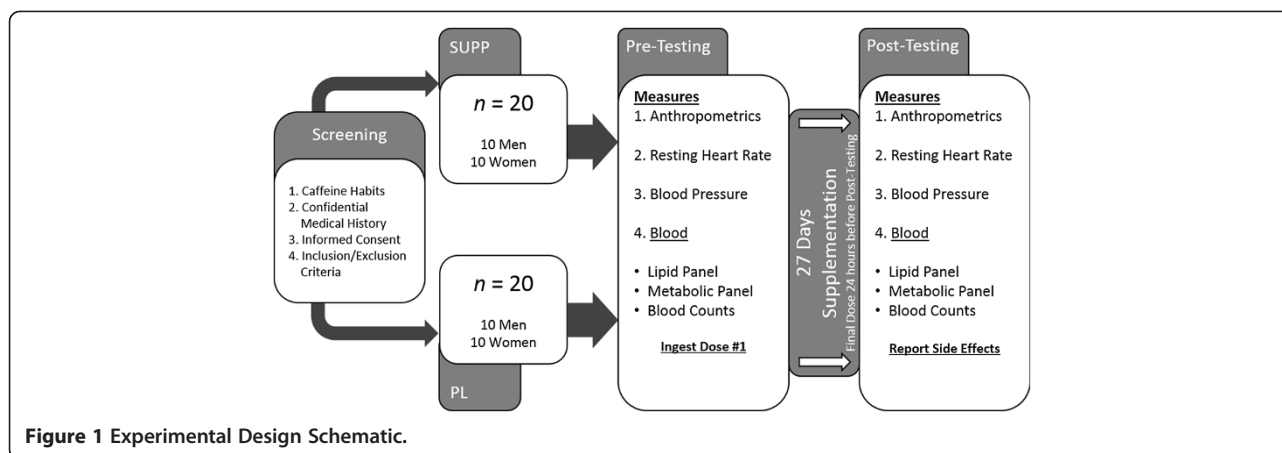 Screening
1. Caffeine Habits
2. Confidential
Medical History
3. Informed Consent
4. Inclusion/Exclusion
Criteria
SUPP
n = 20
10 Men
10 Women
n = 20
10 Men
10 Women
PL
Pre-Testing
Measures
1. Anthropometrics
2. Resting Heart Rate
3. Blood Pressure
4. Blood
• Lipid Panel
• Metabolic Panel
• Blood Counts
Ingest Dose #1
27 Days
Supplementation
Final Dose 24 hours before Post-Testing
Post-Testing
Measures
1. Anthropometrics
2. Resting Heart Rate
3. Blood Pressure
4. Blood
• Lipid Panel
• Metabolic Panel
• Blood Counts
Report Side Effects
Figure 1 Experimental Design Schematic.